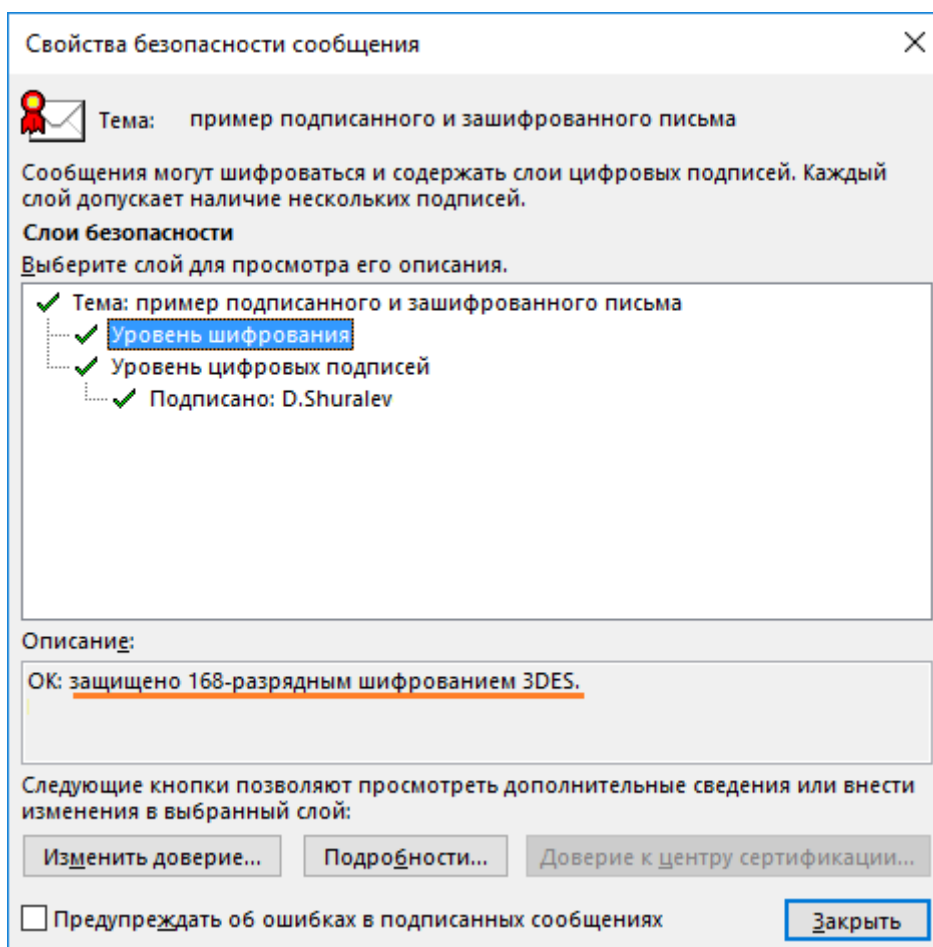 Свойства безопасности сообщения
Тема: пример подписанного и зашифрованного письма
Сообщения могут шифроваться и содержать слои цифровых подписей. Каждый
слой допускает наличие нескольких подписей.
Слои безопасности
Выберите слой для просмотра его описания.
Тема: пример подписанного и зашифрованного письма
Уровень шифрования
Уровень цифровых подписей
Подписано: D.Shuralev
Описание:
ОК: защищено 168-разрядным шифрованием 3DES.
Следующие кнопки позволяют просмотреть дополнительные сведения или внести
изменения в выбранный слой:
Изменить доверие... Подробности... Доверие к центру сертификации...
Предупреждать об ошибках в подписанных сообщениях Закрыть